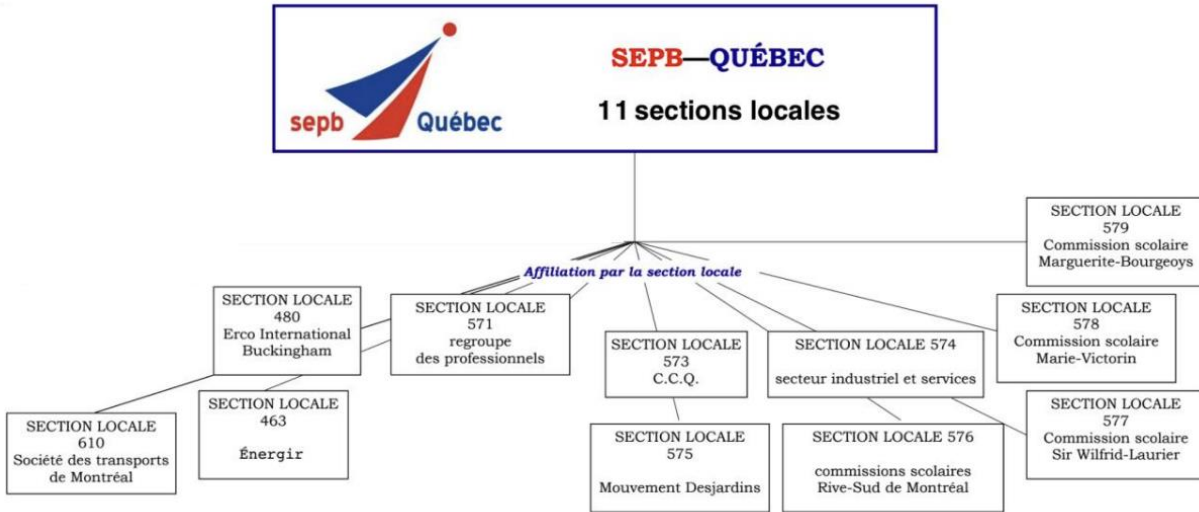 sepb Québec
SEPB—QUÉBEC
11 sections locales
Affiliation par la section locale
SECTION LOCALE
579
Commission scolaire
Marguerite-Bourgeoys
SECTION LOCALE
480
Erco International
Buckingham
SECTION LOCALE
571
regroupe
des professionnels
SECTION LOCALE
573
C.C.Q.
SECTION LOCALE 574
secteur industriel et services
SECTION LOCALE
578
Commission scolaire
Marie-Victorin
SECTION LOCALE
610
Société des transports
de Montréal
SECTION LOCALE
463
Énergir
SECTION LOCALE
575
Mouvement Desjardins
SECTION LOCALE 576
commissions scolaires
Rive-Sud de Montréal
SECTION LOCALE
577
Commission scolaire
Sir Wilfrid-Laurier